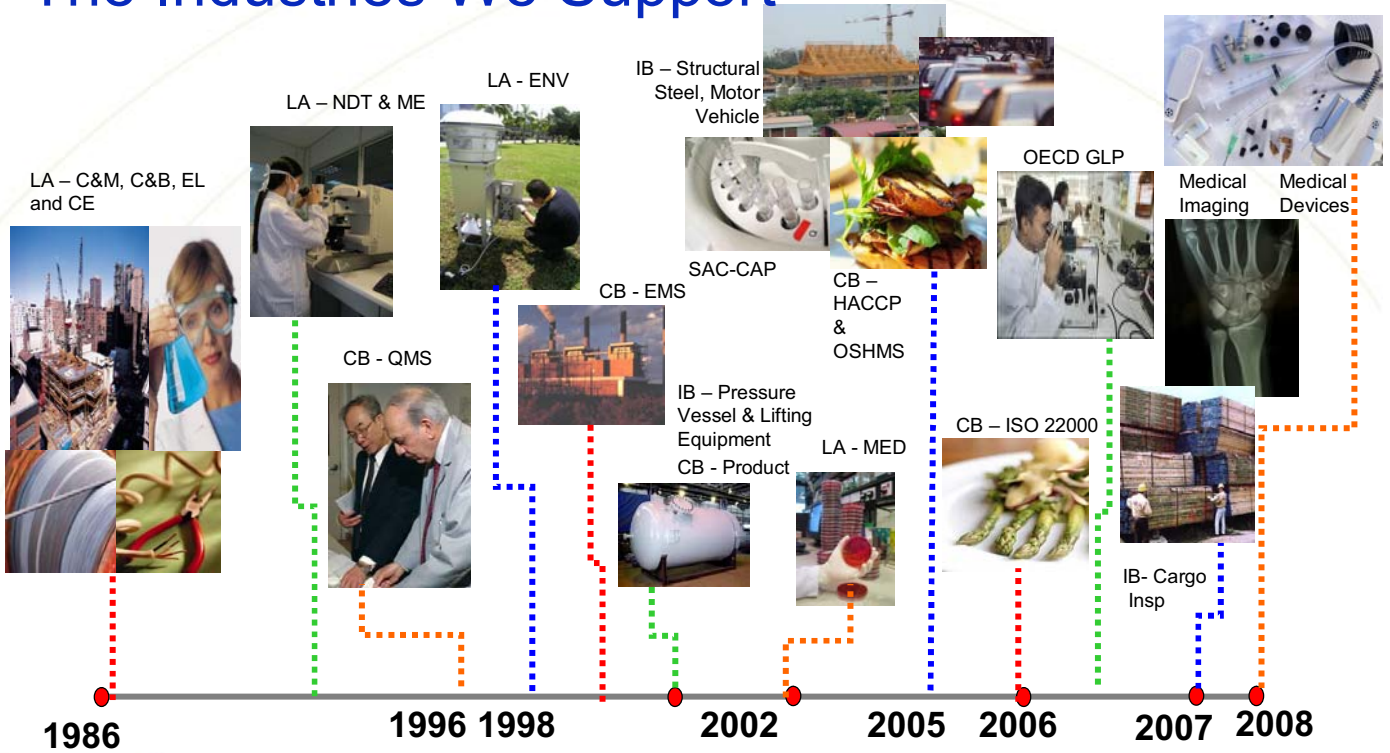 The Industries We Support
LA – C&M, C&B, EL
and CE
LA – NDT & ME
CB - QMS
LA - ENV
CB - EMS
IB – Structural
Steel, Motor
Vehicle
SAC-CAP
IB – Pressure
Vessel & Lifting
Equipment
CB - Product
LA - MED
CB –
HACCP
&
OSHMS
CB – ISO 22000
OECD GLP
Medical
Imaging
Medical
Devices
IB- Cargo
Insp
1986
1996
1998
2002
2005
2006
2007
2008